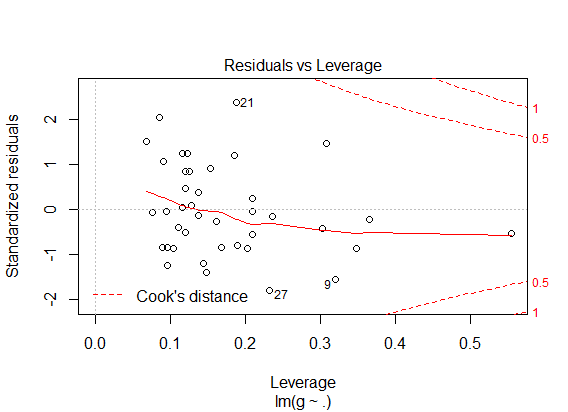 Residuals vs Leverage
Standardized residuals
2
1
0
-1
-2
21
27
9
1
0.5
0.5
1
Cook's distance
0.0 0.1 0.2 0.3 0.4 0.5
Leverage
lm(g ~ .)